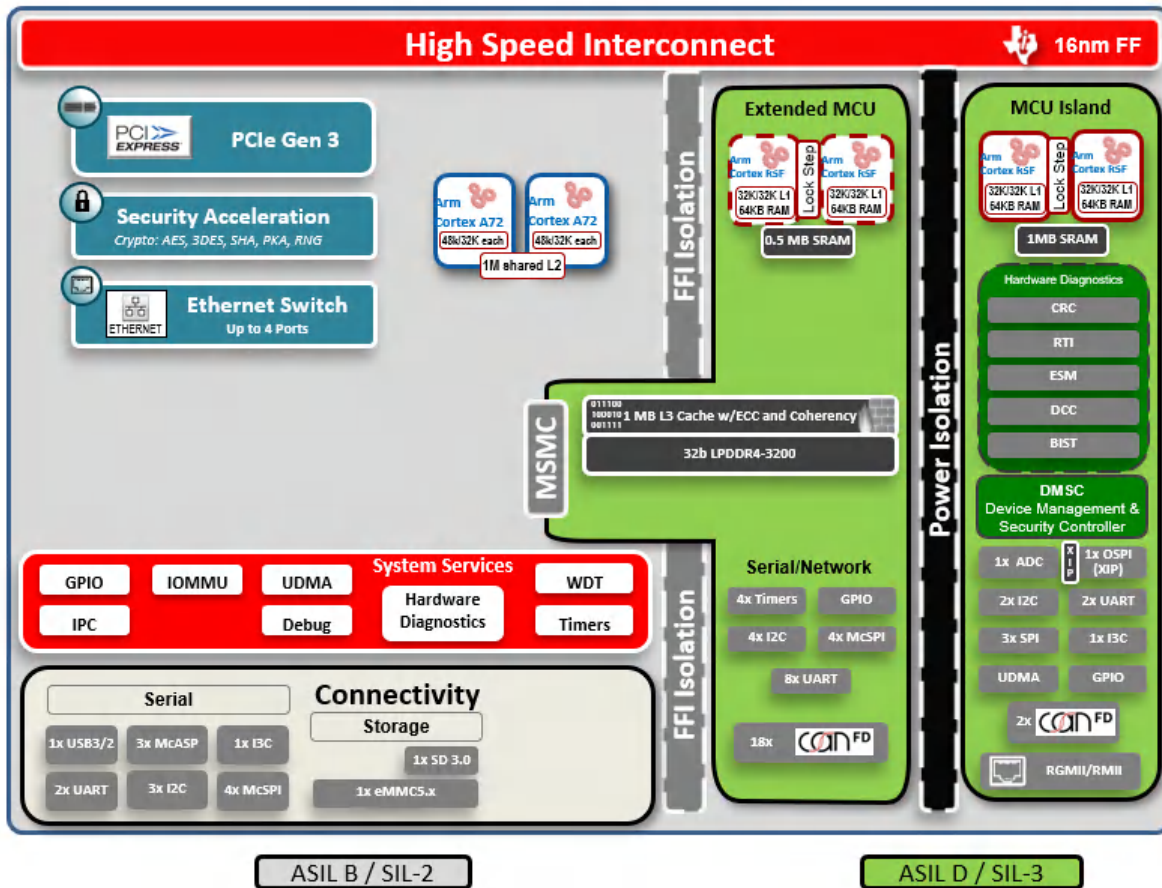 High Speed Interconnect
16nm FF
PCI
EXPRESS
PCIe Gen 3
Security Acceleration
Crypto: AES, 3DES, SHA, PKA, RNG
ETHERNET
Ethernet Switch
Up to 4 Ports
Arm
Cortex A72
48k/32K each
Arm
Cortex A72
48k/32K each
1M shared L2
FFI Isolation
Extended MCU
Arm
Cortex R5F
32K/32K L1
64KB RAM
Lock Step
Arm
Cortex R5F
32K/32K L1
64KB RAM
0.5 MB SRAM
MSMC
011100
100010
001111
1 MB L3 Cache w/ECC and Coherency
32b LPDDR4-3200
Power Isolation
MCU Island
Arm
Cortex R5F
32K/32K L1
64KB RAM
Lock Step
Arm
Cortex R5F
32K/32K L1
64KB RAM
1MB SRAM
Hardware Diagnostics
CRC
RTI
ESM
DCC
BIST
DMSC
Device Management &
Security Controller
1x ADC
XIP
1x OSPI
(XIP)
2x I2C
2x UART
3x SPI
1x I3C
UDMA
GPIO
2x
CAN FD
RGMII/RMII
System Services
GPIO
IOMMU
UDMA
WDT
IPC
Debug
Hardware
Diagnostics
Timers
FFI Isolation
Serial/Network
4x Timers
GPIO
4x I2C
4x McSPI
8x UART
18x
CAN FD
Connectivity
Serial
1x USB3/2
3x McASP
1x I3C
2x UART
3x I2C
4x McSPI
Storage
1x SD 3.0
1x eMMC5.x
ASIL B / SIL-2
ASIL D / SIL-3